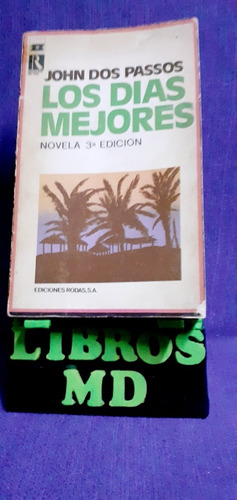 R
JOHN DOS PASSOS
LOS DIAS
MEJORES
NOVELA 3ª EDICION
EDICIONES RODAS, S.A.
LIBROS
MD